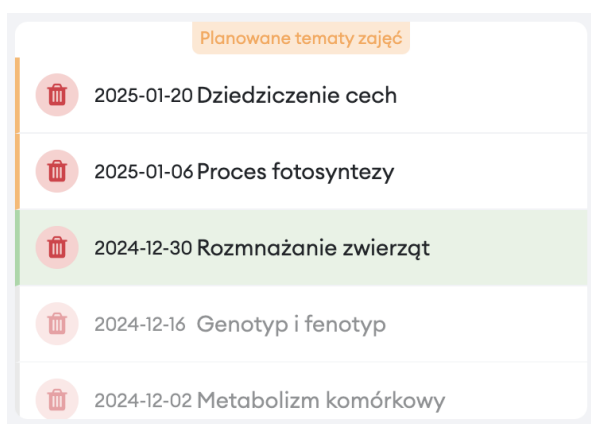 Planowane tematy zajęć
2025-01-20 Dziedziczenie cech
2025-01-06 Proces fotosyntezy
2024-12-30 Rozmnażanie zwierząt
2024-12-16 Genotyp i fenotyp
2024-12-02 Metabolizm komórkowy